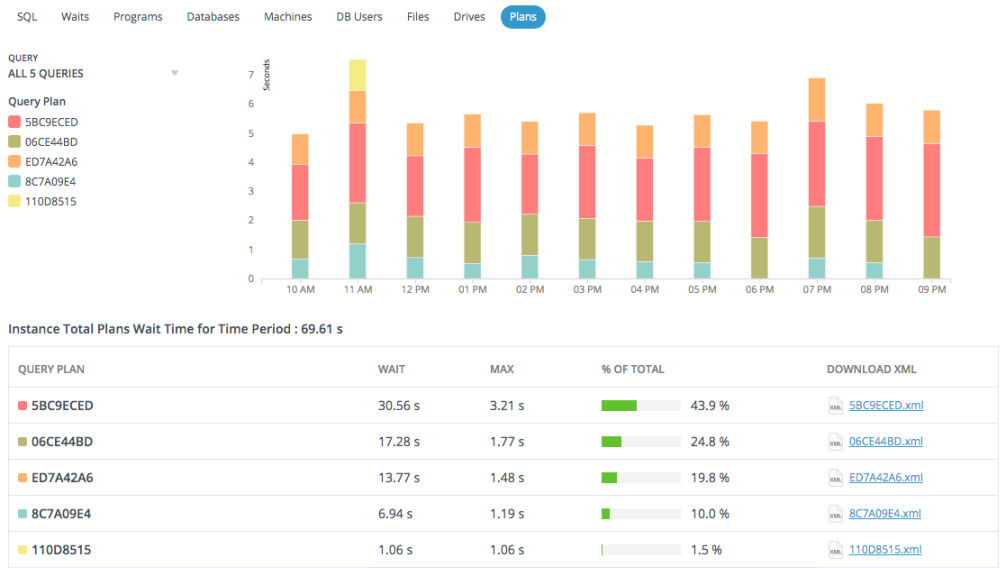 SQL Waits Programs Databases Machines DB Users Files Drives Plans
QUERY
ALL 5 QUERIES
Query Plan
5BC9ECED
06CE44BD
ED7A42A6
8C7A09E4
110D8515
Seconds
7
6
5
4
3
2
1
0
10 AM 11 AM 12 PM 01 PM 02 PM 03 PM 04 PM 05 PM 06 PM 07 PM 08 PM 09 PM
Instance Total Plans Wait Time for Time Period : 69.61 s
QUERY PLAN WAIT MAX % OF TOTAL DOWNLOAD XML
5BC9ECED 30.56 s 3.21 s 43.9 % XML 5BC9ECED.xml
06CE44BD 17.28 s 1.77 s 24.8 % XML 06CE44BD.xml
ED7A42A6 13.77 s 1.48 s 19.8 % XML ED7A42A6.xml
8C7A09E4 6.94 s 1.19 s 10.0 % XML 8C7A09E4.xml
110D8515 1.06 s 1.06 s 1.5 % XML 110D8515.xml